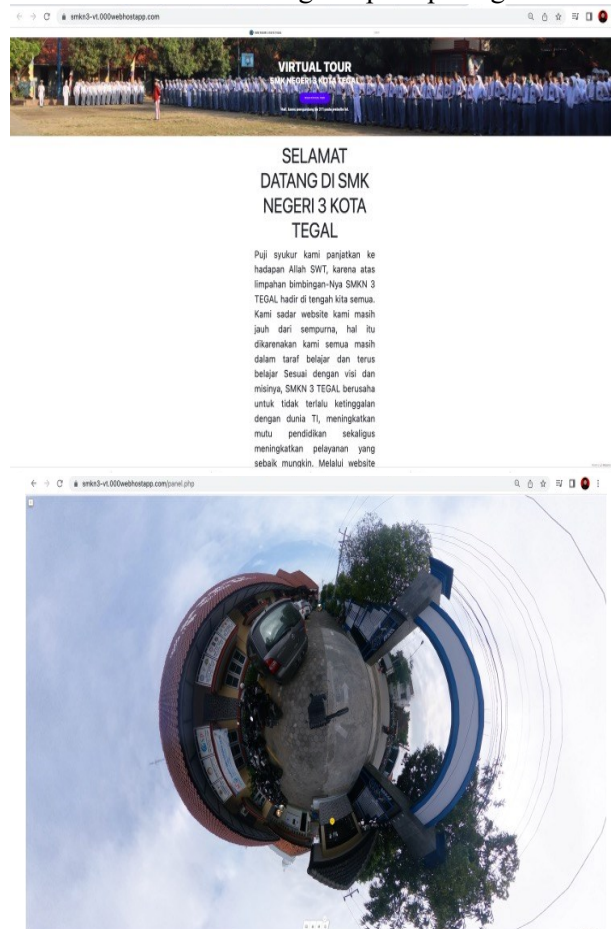 smkn3-vt.000webhostapp.com
VIRTUAL TOUR
SMK NEGERI 3 KOTA TEGAL
SELAMAT
DATANG DI SMK
NEGERI 3 KOTA
TEGAL
Puji syukur kami panjatkan ke
hadapan Allah SWT, karena atas
limpahan bimbingan-Nya SMKN 3
TEGAL hadir di tengah kita semua.
Kami sadar website kami masih
jauh dari sempurna, hal itu
dikarenakan kami semua masih
dalam taraf belajar dan terus
belajar Sesuai dengan visi dan
misinya, SMKN 3 TEGAL berusaha
untuk tidak terlalu ketinggalan
dengan dunia TI, meningkatkan
mutu pendidikan sekaligus
meningkatkan pelayanan yang
sebaik mungkin. Melalui website
smkn3-vt.000webhostapp.com/panel.php